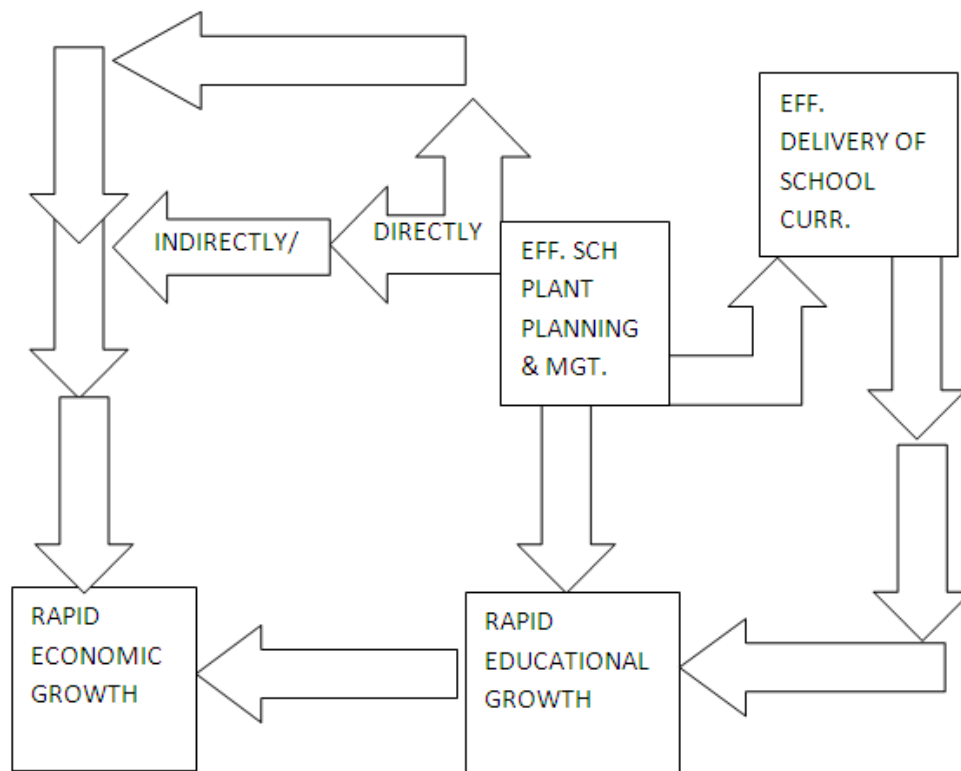 EFF.
DELIVERY OF
SCHOOL
CURR.
INDIRECTLY/
DIRECTLY
EFF. SCH
PLANT
PLANNING
& MGT.
RAPID
ECONOMIC
GROWTH
RAPID
EDUCATIONAL
GROWTH